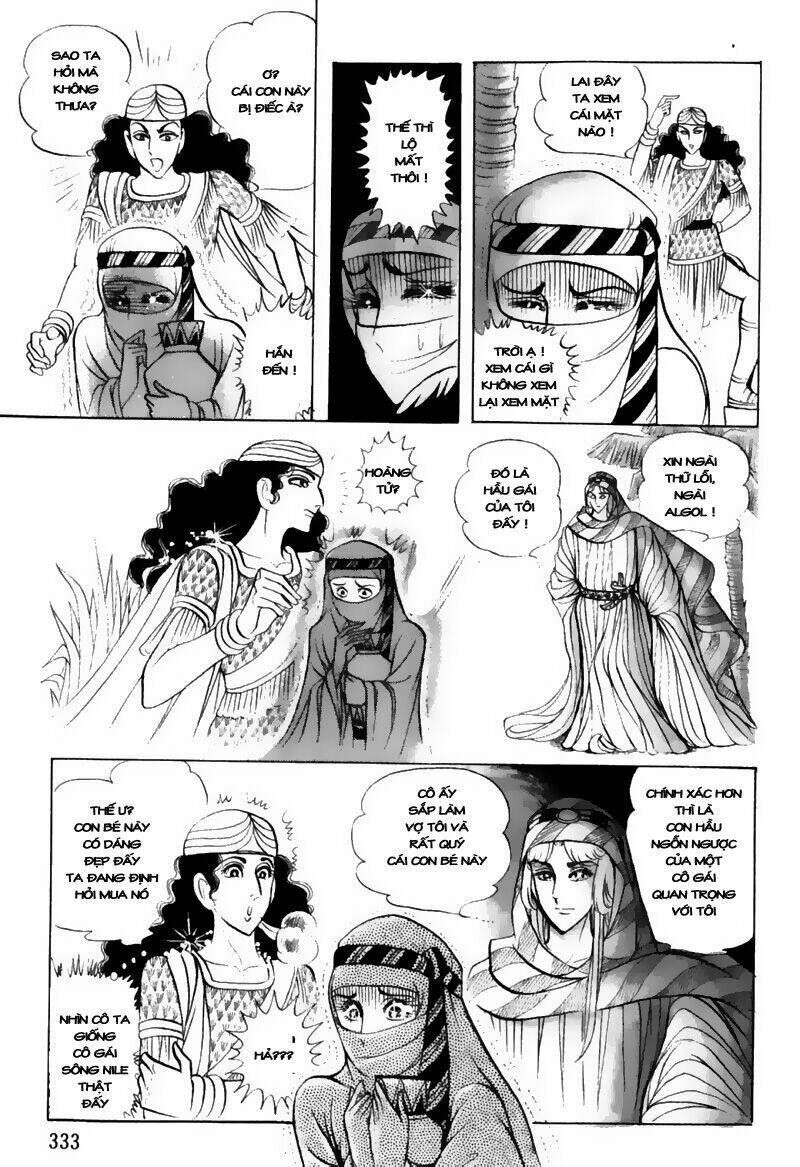 SAO TA
HỎI MÀ
KHÔNG
THƯA?
Ơ?
CÁI CON NÀY
BỊ ĐIẾC À?
HẮN
ĐẾN !
THẾ THÌ
LỘ
MẤT
THÔI !
LẠI ĐÂY
TA XEM
CÁI MẶT
NÀO !
TRỜI Ạ !
XEM CÁI GÌ
KHÔNG XEM
LẠI XEM MẶT
HOÀNG
TỬ?
ĐÓ LÀ
HẦU GÁI
CỦA TÔI
ĐẤY !
XIN NGÀI
THỨ LỖI,
NGÀI
ALGOL !
THẾ Ư?
CON BÉ NÀY
CÓ DÁNG
ĐẸP ĐẤY
TA ĐANG ĐỊNH
HỎI MUA NÓ
CÔ ẤY
SẮP LÀM
VỢ TÔI VÀ
RẤT QUÝ
CÁI CON BÉ NÀY
CHÍNH XÁC HƠN
THÌ LÀ
CON HẦU
NGỖN NGƯỢC
CỦA MỘT
CÔ GÁI
QUAN TRỌNG
VỚI TÔI
NHÌN CÔ TA
GIỐNG
CÔ GÁI
SÔNG NILE
THẬT
ĐẤY
HẢ???
333